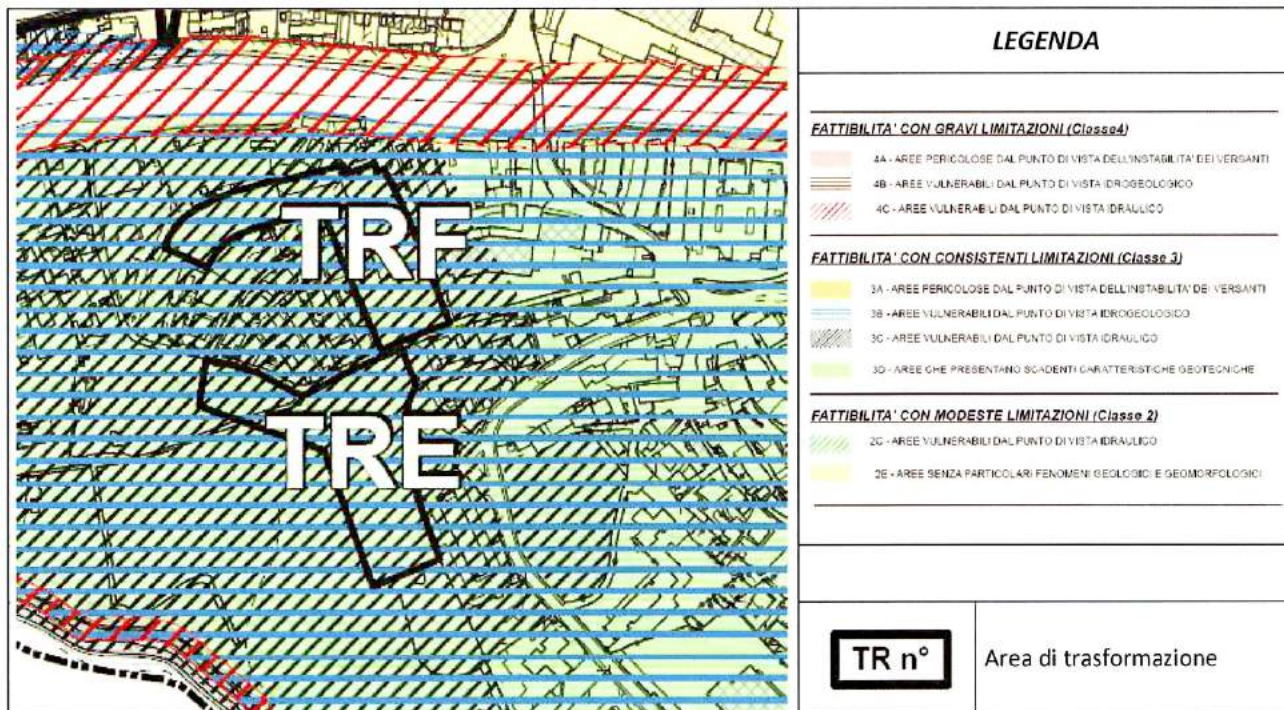 TRF
TRE
LEGENDA
FATTIBILITA' CON GRAVI LIMITAZIONI (Classe4)
4A - AREE PERICOLOSE DAL PUNTO DI VISTA DELL'INSTABILITA' DEI VERSANTI
4B - AREE VULNERABILI DAL PUNTO DI VISTA IDROGEOLOGICO
4C - AREE VULNERABILI DAL PUNTO DI VISTA IDRAULICO
FATTIBILITA' CON CONSISTENTI LIMITAZIONI (Classe 3)
3A - AREE PERICOLOSE DAL PUNTO DI VISTA DELL'INSTABILITA' DEI VERSANTI
3B - AREE VULNERABILI DAL PUNTO DI VISTA IDROGEOLOGICO
3C - AREE VULNERABILI DAL PUNTO DI VISTA IDRAULICO
3D - AREE CHE PRESENTANO SCADENTI CARATTERISTICHE GEOTECNICHE
FATTIBILITA' CON MODESTE LIMITAZIONI (Classe 2)
2C - AREE VULNERABILI DAL PUNTO DI VISTA IDRAULICO
2E - AREE SENZA PARTICOLARI FENOMENI GEOLOGICI E GEOMORFOLOGICI
TR n°
Area di trasformazione